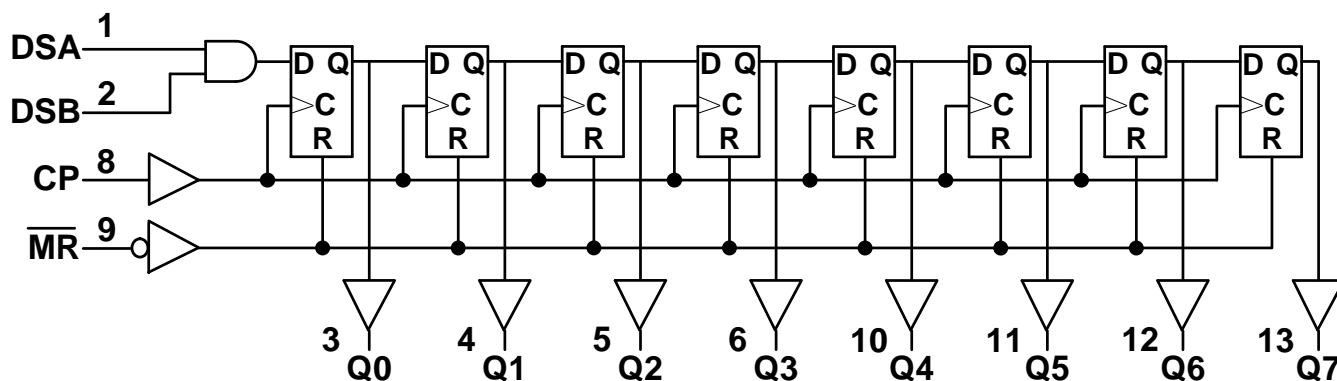 DSA 1
D Q D Q D Q D Q D Q D Q D Q D Q
DSB 2
C C C C C C C C
R R R R R R R R
CP 8
M̅R̅ 9
3 4 5 6 10 11 12 13
Q0 Q1 Q2 Q3 Q4 Q5 Q6 Q7